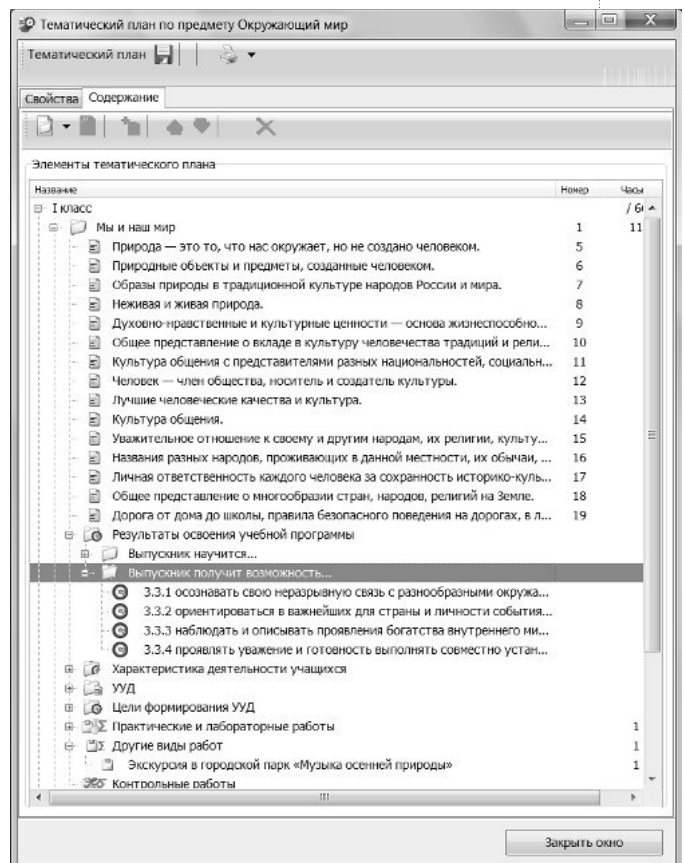 Тематический план по предмету Окружающий мир
Тематический план
Свойства Содержание
Элементы тематического плана
Название Номер Часы
I класс / 6
Мы и наш мир 1 11
Природа — это то, что нас окружает, но не создано человеком. 5
Природные объекты и предметы, созданные человеком. 6
Образы природы в традиционной культуре народов России и мира. 7
Неживая и живая природа. 8
Духовно-нравственные и культурные ценности — основа жизнеспособно... 9
Общее представление о вкладе в культуру человечества традиций и рели... 10
Культура общения с представителями разных национальностей, социальн... 11
Человек — член общества, носитель и создатель культуры. 12
Лучшие человеческие качества и культура. 13
Культура общения. 14
Уважительное отношение к своему и другим народам, их религии, культу... 15
Названия разных народов, проживающих в данной местности, их обычаи, ... 16
Личная ответственность каждого человека за сохранность историко-куль... 17
Общее представление о многообразии стран, народов, религий на Земле. 18
Дорога от дома до школы, правила безопасного поведения на дорогах, в л... 19
Результаты освоения учебной программы
Выпускник научится...
Выпускник получит возможность...
3.3.1 осознавать свою неразрывную связь с разнообразными окружа...
3.3.2 ориентироваться в важнейших для страны и личности события...
3.3.3 наблюдать и описывать проявления богатства внутреннего ми...
3.3.4 проявлять уважение и готовность выполнять совместно устан...
Характеристика деятельности учащихся
УУД
Цели формирования УУД
Практические и лабораторные работы 1
Другие виды работ 1
Экскурсия в городской парк «Музыка осенней природы» 1
Контрольные работы
Закрыть окно